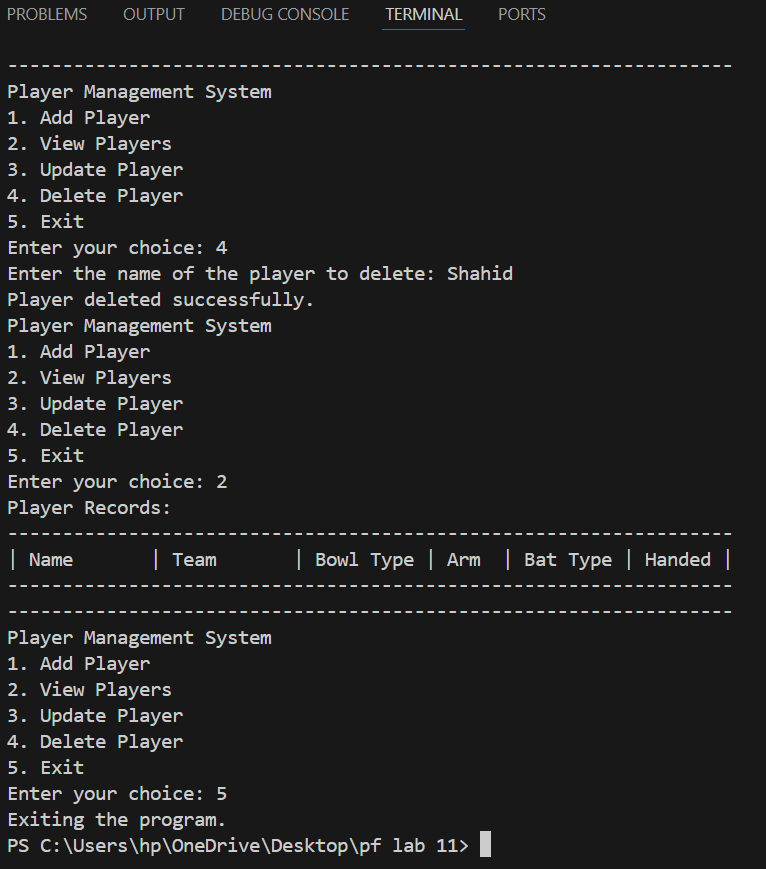 PROBLEMS OUTPUT DEBUG CONSOLE TERMINAL PORTS
------------------------------------------------------------------
Player Management System
1. Add Player
2. View Players
3. Update Player
4. Delete Player
5. Exit
Enter your choice: 4
Enter the name of the player to delete: Shahid
Player deleted successfully.
Player Management System
1. Add Player
2. View Players
3. Update Player
4. Delete Player
5. Exit
Enter your choice: 2
Player Records:
------------------------------------------------------------------
| Name       | Team       | Bowl Type | Arm  | Bat Type | Handed |
------------------------------------------------------------------
------------------------------------------------------------------
Player Management System
1. Add Player
2. View Players
3. Update Player
4. Delete Player
5. Exit
Enter your choice: 5
Exiting the program.
PS C:\Users\hp\OneDrive\Desktop\pf lab 11>